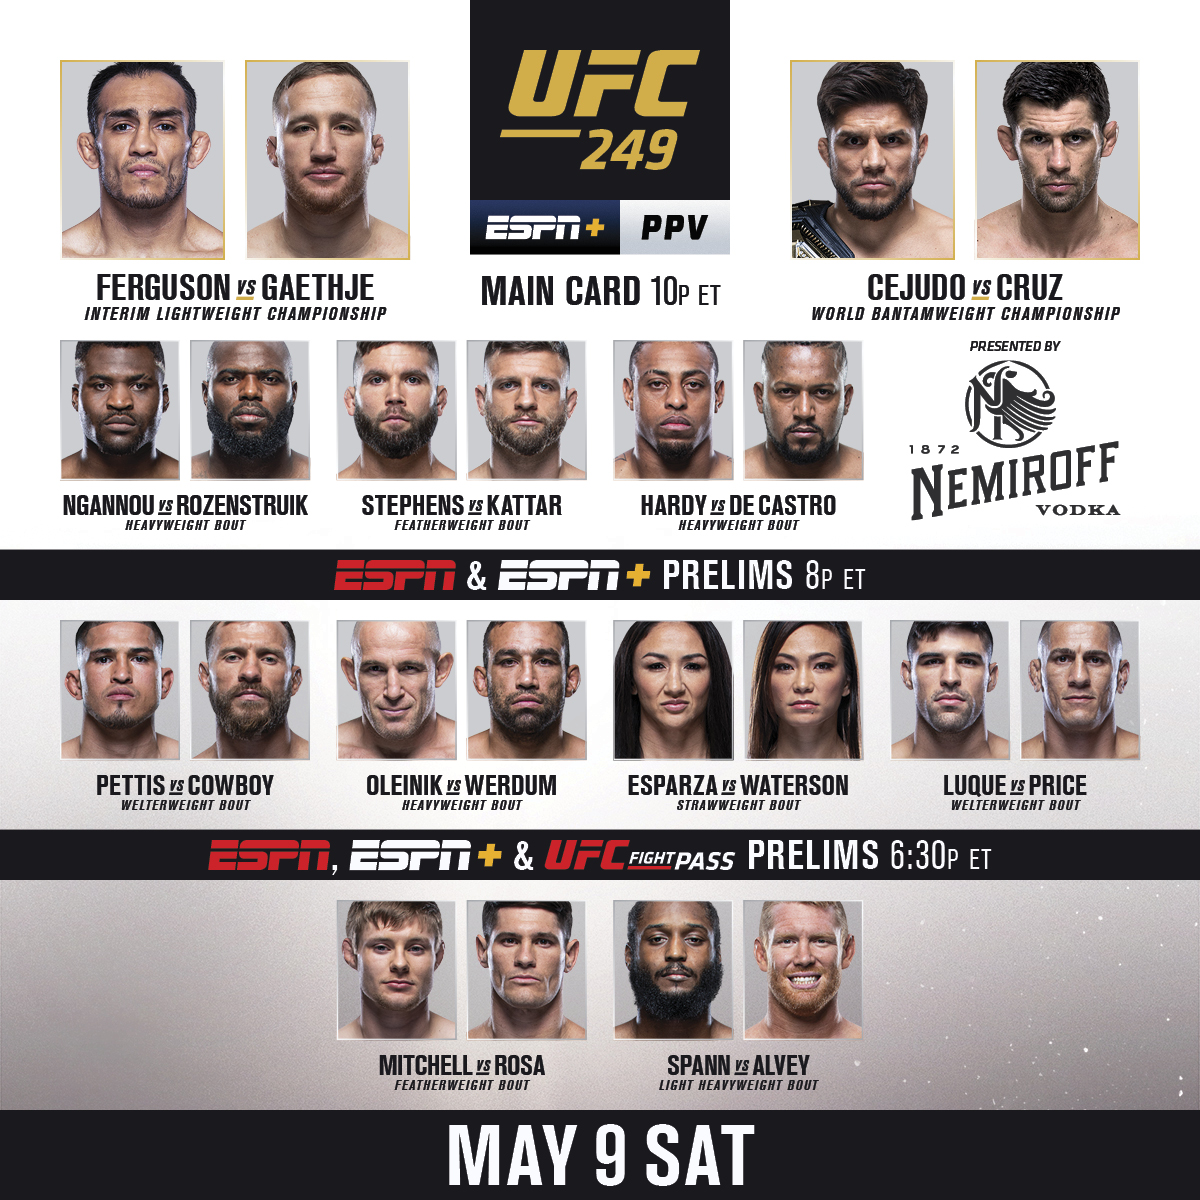 UFC
249
ESPN+ PPV
MAIN CARD 10P ET
FERGUSON VS GAETHJE
INTERIM LIGHTWEIGHT CHAMPIONSHIP
CEJUDO VS CRUZ
WORLD BANTAMWEIGHT CHAMPIONSHIP
NGANNOU VS ROZENSTRUIK
HEAVYWEIGHT BOUT
STEPHENS VS KATTAR
FEATHERWEIGHT BOUT
HARDY VS DE CASTRO
HEAVYWEIGHT BOUT
PRESENTED BY
1872
NEMIROFF
VODKA
ESPN & ESPN+ PRELIMS 8P ET
PETTIS VS COWBOY
WELTERWEIGHT BOUT
OLEINIK VS WERDUM
HEAVYWEIGHT BOUT
ESPARZA VS WATERSON
STRAWWEIGHT BOUT
LUQUE VS PRICE
WELTERWEIGHT BOUT
ESPN, ESPN+ & UFC FIGHT PASS PRELIMS 6:30P ET
MITCHELL VS ROSA
FEATHERWEIGHT BOUT
SPANN VS ALVEY
LIGHT HEAVYWEIGHT BOUT
MAY 9 SAT